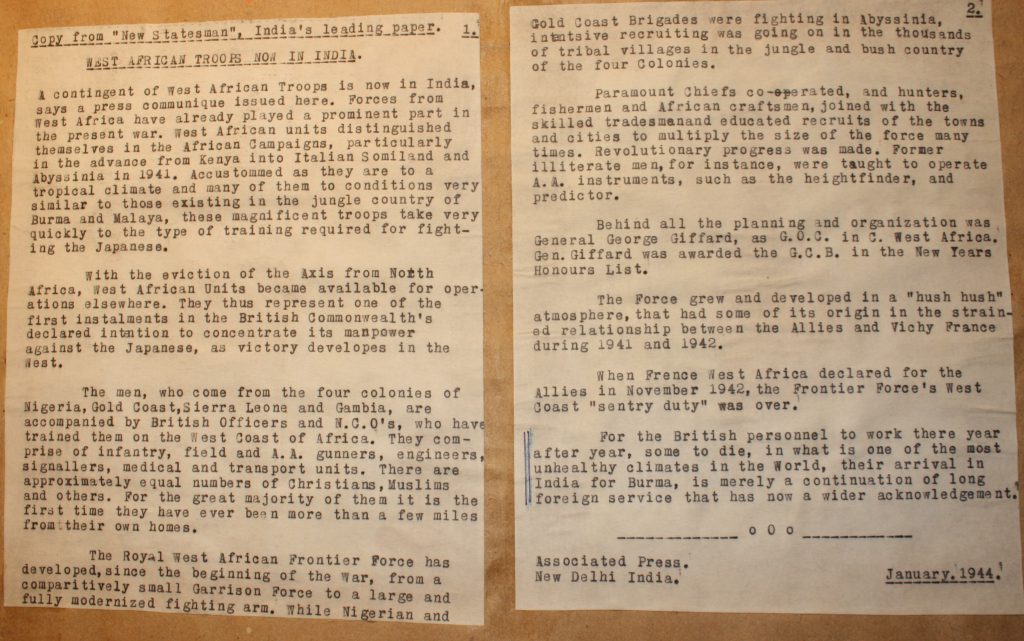 Copy from "New Statesman", India's leading paper. 1.
WEST AFRICAN TROOPS NOW IN INDIA.
A contingent of West African Troops is now in India,
says a press communique issued here. Forces from
West Africa have already played a prominent part in
the present war. West African units distinguished
themselves in the African Campaigns, particularly
in the advance from Kenya into Italian Somiland and
Abyssinia in 1941. Accustommed as they are to a
tropical climate and many of them to conditions very
similar to those existing in the jungle country of
Burma and Malaya, these magnificent troops take very
quickly to the type of training required for fight-
ing the Japanese.
With the eviction of the Axis from North
Africa, West African Units became available for oper-
ations elsewhere. They thus represent one of the
first instalments in the British Commonwealth's
declared intention to concentrate its manpower
against the Japanese, as victory developes in the
West.
The men, who come from the four colonies of
Nigeria, Gold Coast, Sierra Leone and Gambia, are
accompanied by British Officers and N.C.O's, who have
trained them on the West Coast of Africa. They com-
prise of infantry, field and A.A. gunners, engineers,
signallers, medical and transport units. There are
approximately equal numbers of Christians, Muslims
and others. For the great majority of them it is the
first time they have ever been more than a few miles
from their own homes.
The Royal West African Frontier Force has
developed, since the beginning of the War, from a
comparitively small Garrison Force to a large and
fully modernized fighting arm. While Nigerian and
2.
Gold Coast Brigades were fighting in Abyssinia,
intensive recruiting was going on in the thousands
of tribal villages in the jungle and bush country
of the four Colonies.
Paramount Chiefs co-operated, and hunters,
fishermen and African craftsmen, joined with the
skilled tradesmenand educated recruits of the towns
and cities to multiply the size of the force many
times. Revolutionary progress was made. Former
illiterate men, for instance, were taught to operate
A.A. instruments, such as the heightfinder, and
predictor.
Behind all the planning and organization was
General George Giffard, as G.O.C. in C. West Africa.
Gen. Giffard was awarded the G.C.B. in the New Years
Honours List.
The Force grew and developed in a "hush hush"
atmosphere, that had some of its origin in the strain-
ed relationship between the Allies and Vichy France
during 1941 and 1942.
When Frence West Africa declared for the
Allies in November 1942, the Frontier Force's West
Coast "sentry duty" was over.
For the British personnel to work there year
after year, some to die, in what is one of the most
unhealthy climates in the World, their arrival in
India for Burma, is merely a continuation of long
foreign service that has now a wider acknowledgement.
____________ o O o ____________
Associated Press.
New Delhi India. January. 1944.